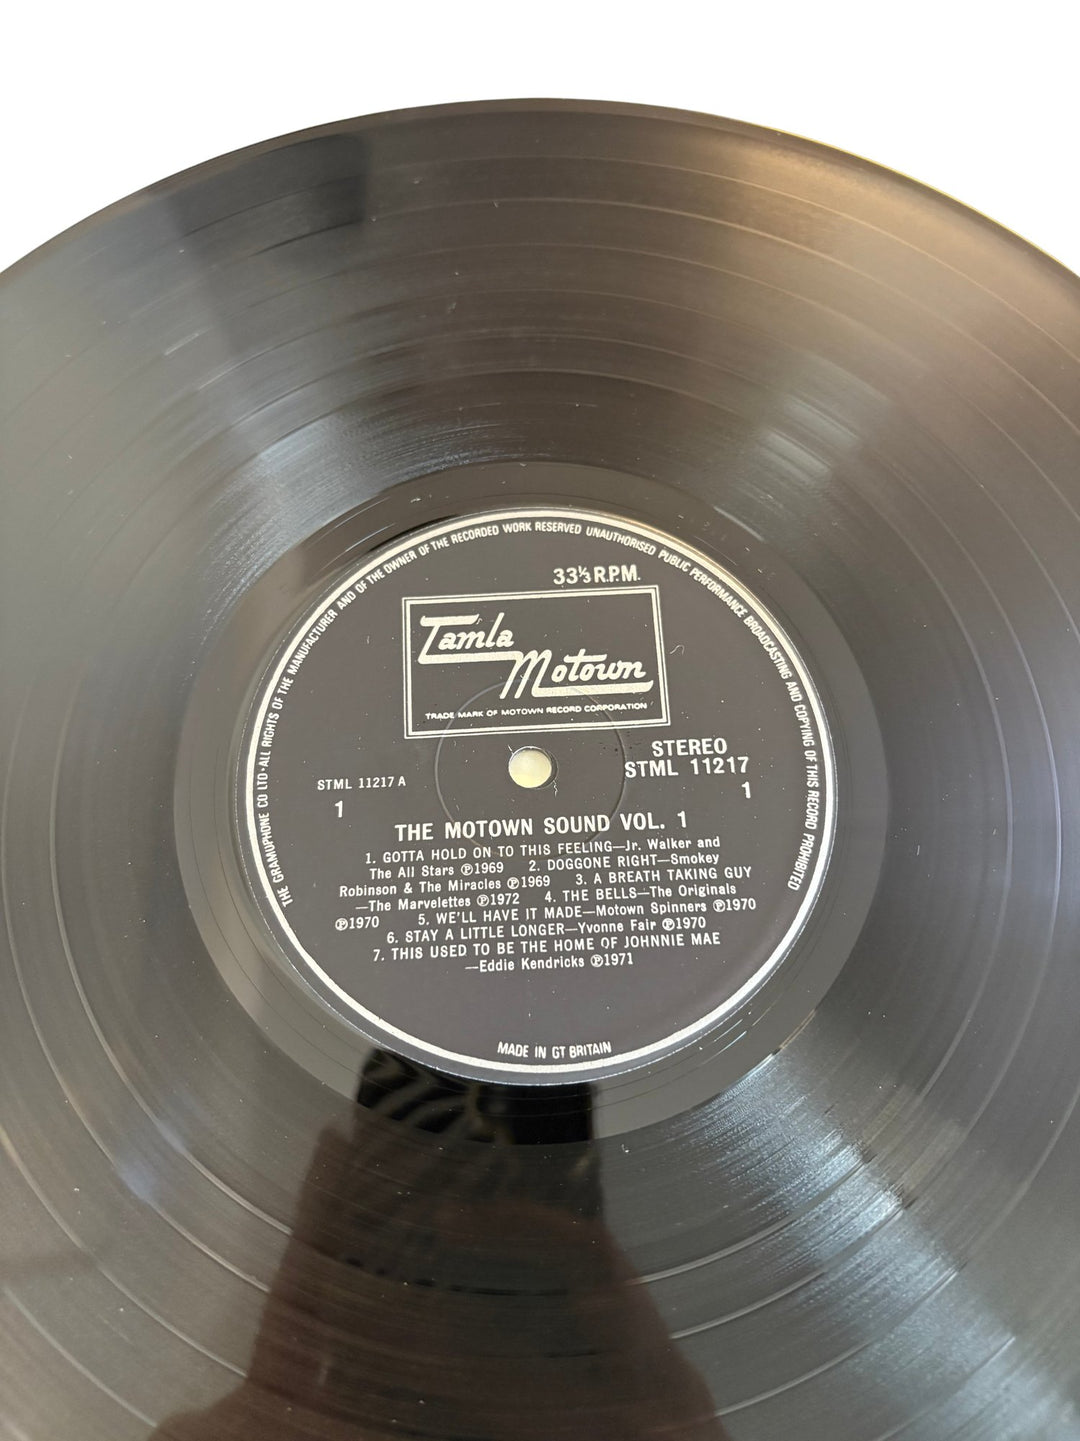 THE GRAMOPHONE CO LTD·ALL RIGHTS OF THE MANUFACTURER AND OF THE OWNER OF THE RECORDED WORK RESERVED UNAUTHORISED PUBLIC PERFORMANCE BROADCASTING AND COPYING OF THIS RECORD PROHIBITED
33⅓ R.P.M.
Tamla
Motown
TRADE MARK OF MOTOWN RECORD CORPORATION
STEREO
STML 11217
1
STML 11217 A
1
THE MOTOWN SOUND VOL. 1
1. GOTTA HOLD ON TO THIS FEELING—Jr. Walker and
The All Stars ℗1969 2. DOGGONE RIGHT—Smokey
Robinson & The Miracles ℗1969 3. A BREATH TAKING GUY
—The Marvelettes ℗1972 4. THE BELLS—The Originals
℗1970 5. WE'LL HAVE IT MADE—Motown Spinners ℗1970
6. STAY A LITTLE LONGER—Yvonne Fair ℗1970
7. THIS USED TO BE THE HOME OF JOHNNIE MAE
—Eddie Kendricks ℗1971
MADE IN GT BRITAIN